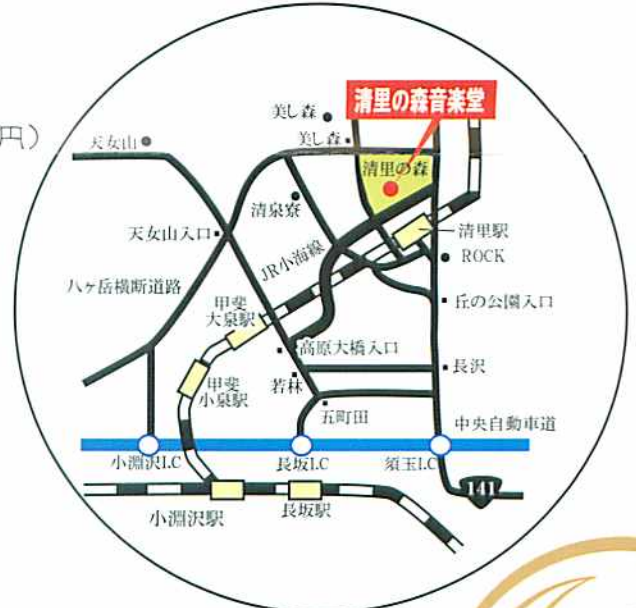 円)
清里の森音楽堂
美し森
美し森
天女山
清里の森
清泉寮
天女山入口
清里駅
JR小海線
ROCK
八ヶ岳横断道路
甲斐
大泉駅
丘の公園入口
高原大橋入口
長沢
甲斐
小泉駅
若林
五町田
中央自動車道
小淵沢I.C
長坂I.C
須玉I.C
141
小淵沢駅
長坂駅